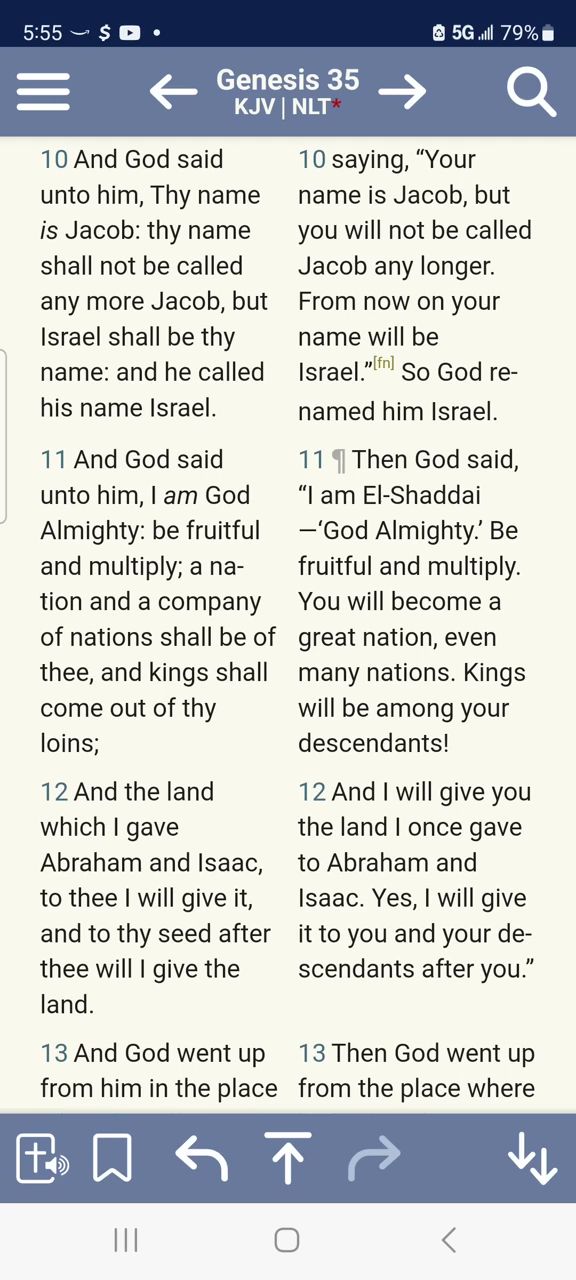 5:55 $ 5G 79%
Genesis 35
KJV | NLT*
10 And God said
unto him, Thy name
is Jacob: thy name
shall not be called
any more Jacob, but
Israel shall be thy
name: and he called
his name Israel.
10 saying, “Your
name is Jacob, but
you will not be called
Jacob any longer.
From now on your
name will be
Israel.”[fn] So God re-
named him Israel.
11 And God said
unto him, I am God
Almighty: be fruitful
and multiply; a na-
tion and a company
of nations shall be of
thee, and kings shall
come out of thy
loins;
11 ¶ Then God said,
“I am El-Shaddai
—‘God Almighty.’ Be
fruitful and multiply.
You will become a
great nation, even
many nations. Kings
will be among your
descendants!
12 And the land
which I gave
Abraham and Isaac,
to thee I will give it,
and to thy seed after
thee will I give the
land.
12 And I will give you
the land I once gave
to Abraham and
Isaac. Yes, I will give
it to you and your de-
scendants after you.”
13 And God went up
from him in the place
13 Then God went up
from the place where